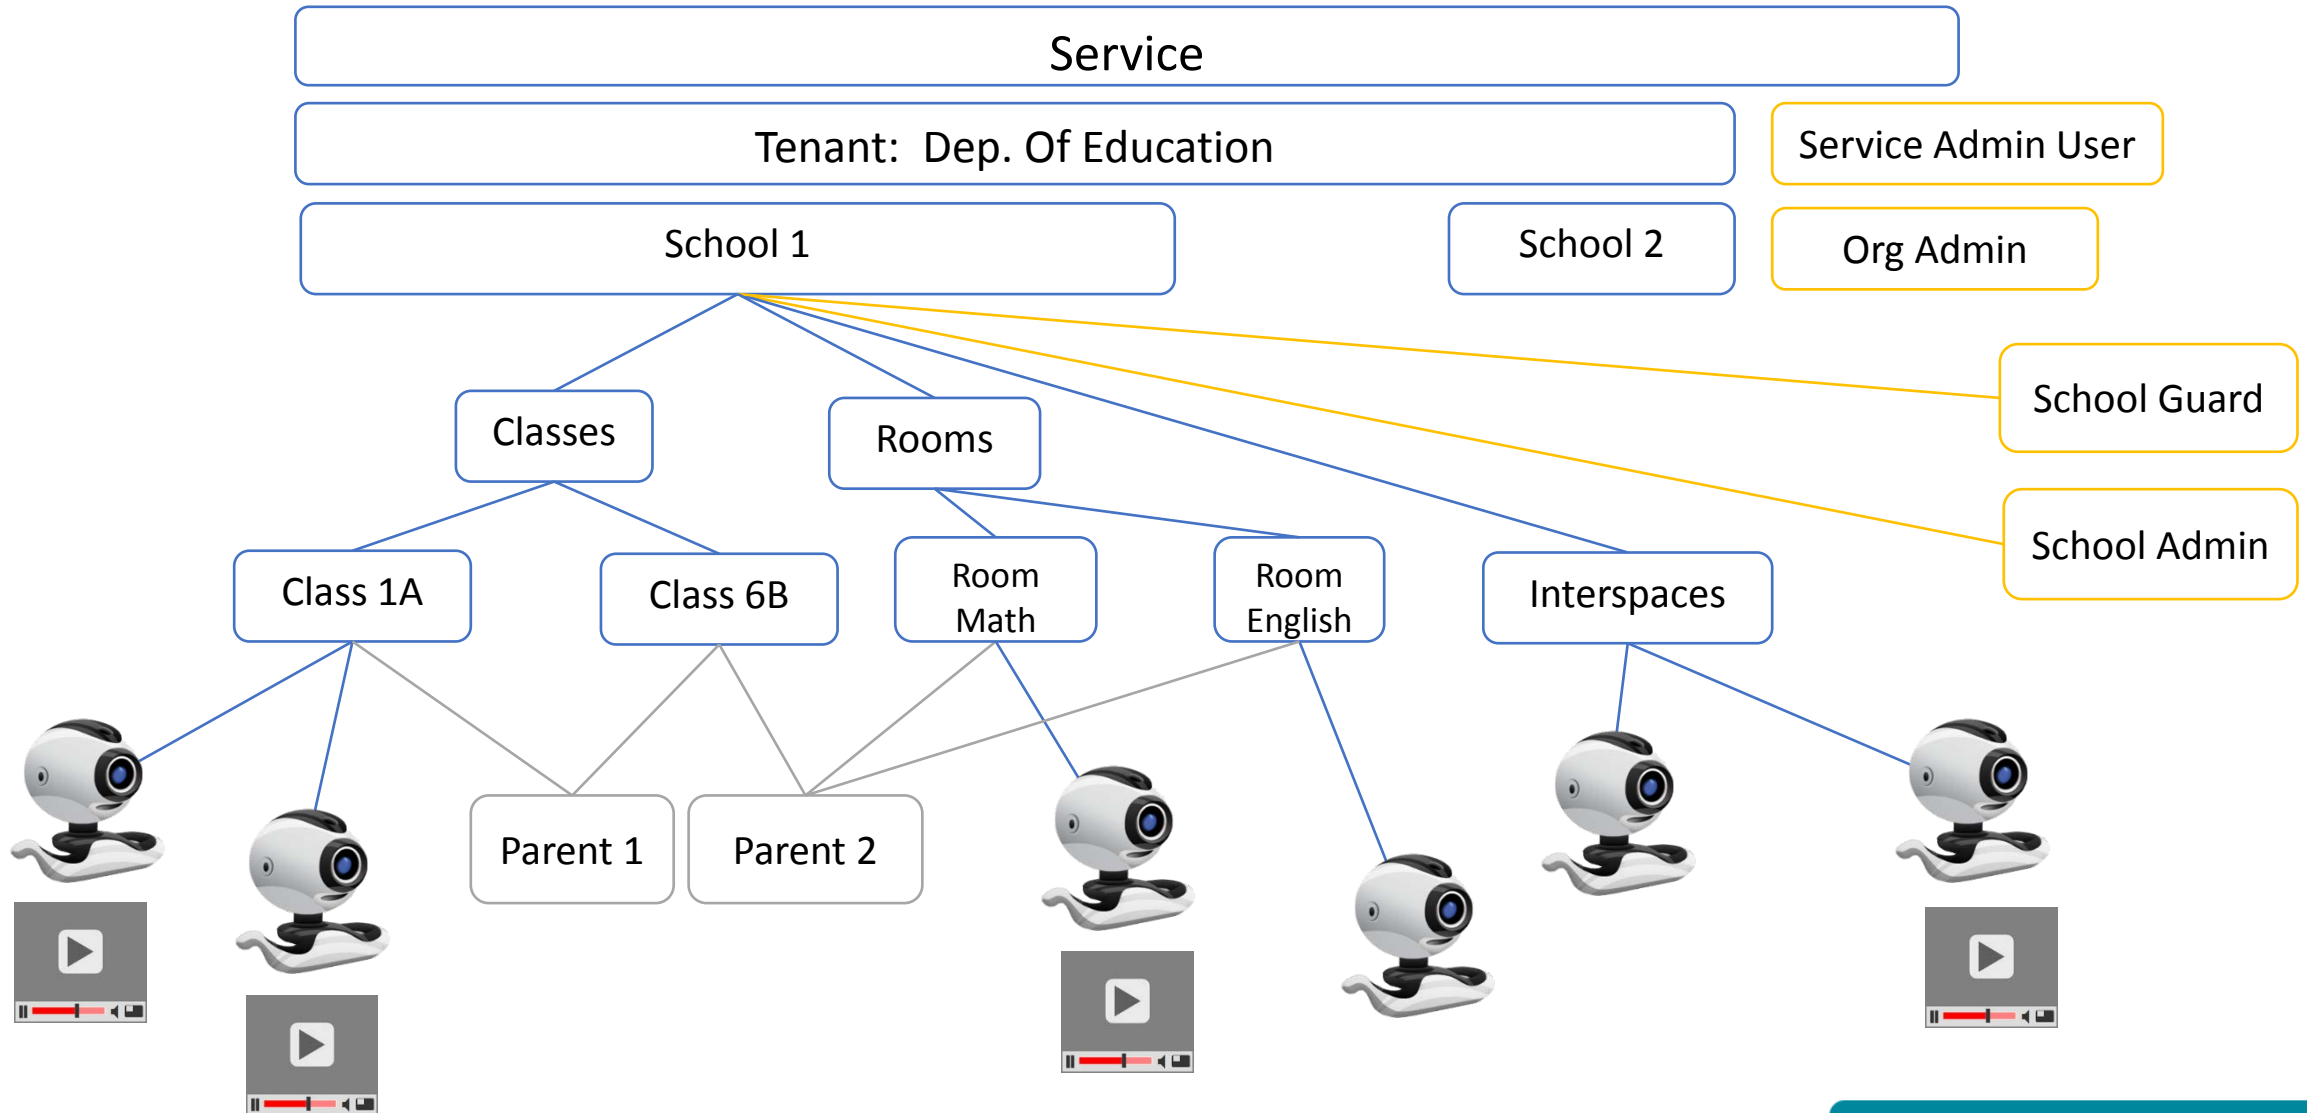 Service
Tenant:  Dep. Of Education
Service Admin User
School 1
School 2
Org Admin
School Guard
Classes
Rooms
School Admin
Class 1A
Class 6B
Room
Math
Room
English
Interspaces
Parent 1
Parent 2